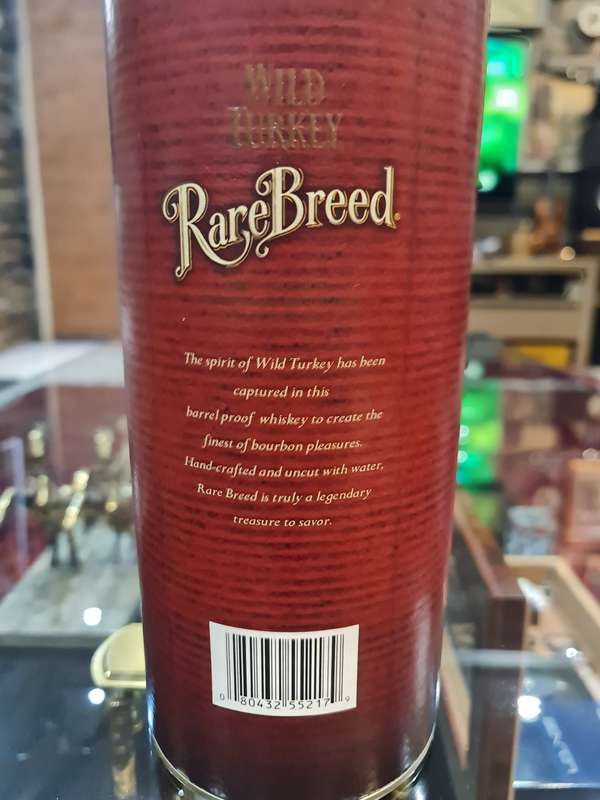 WILD
TURKEY
Rare Breed®
The spirit of Wild Turkey has been
captured in this
barrel proof whiskey to create the
finest of bourbon pleasures.
Hand-crafted and uncut with water,
Rare Breed is truly a legendary
treasure to savor.
0 80432 55217 9